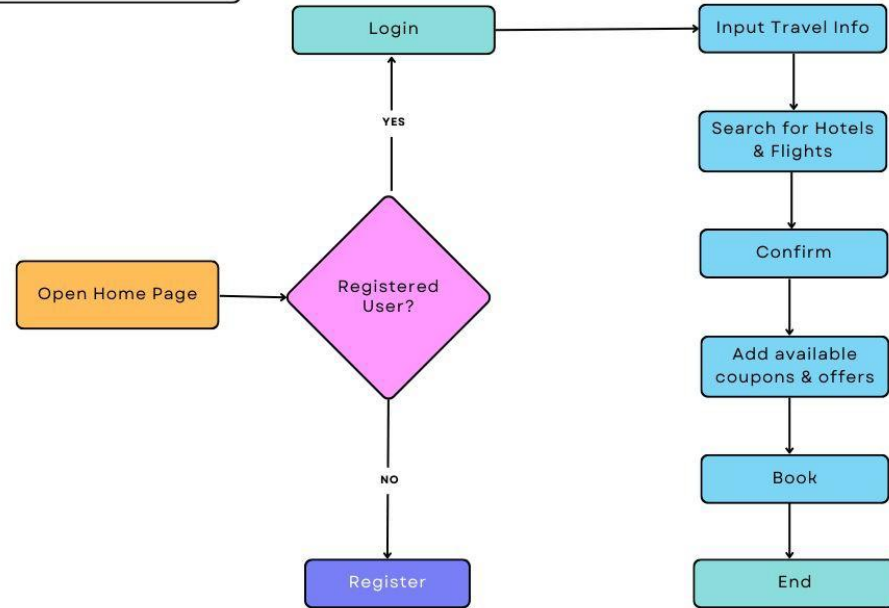 Login
Input Travel Info
YES
Search for Hotels
& Flights
Open Home Page
Registered
User?
Confirm
Add available
coupons & offers
NO
Book
Register
End